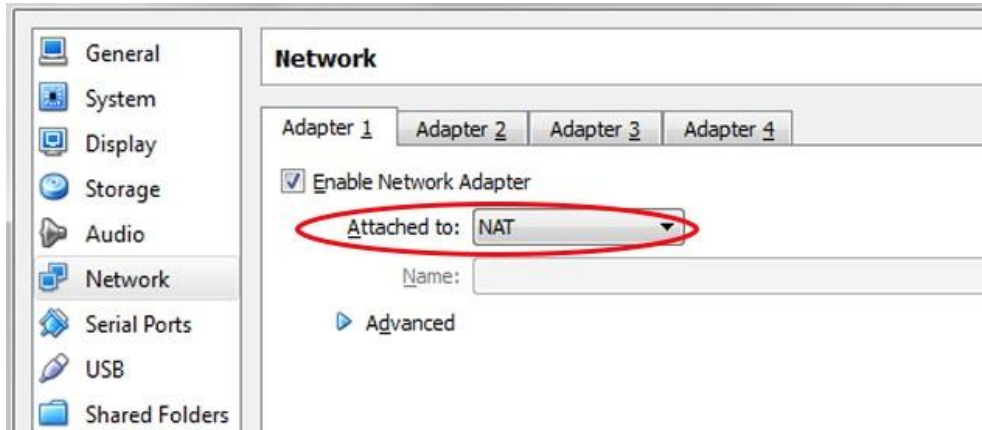 General
System
Display
Storage
Audio
Network
Serial Ports
USB
Shared Folders
Network
Adapter 1 Adapter 2 Adapter 3 Adapter 4
Enable Network Adapter
Attached to: NAT
Name:
Advanced